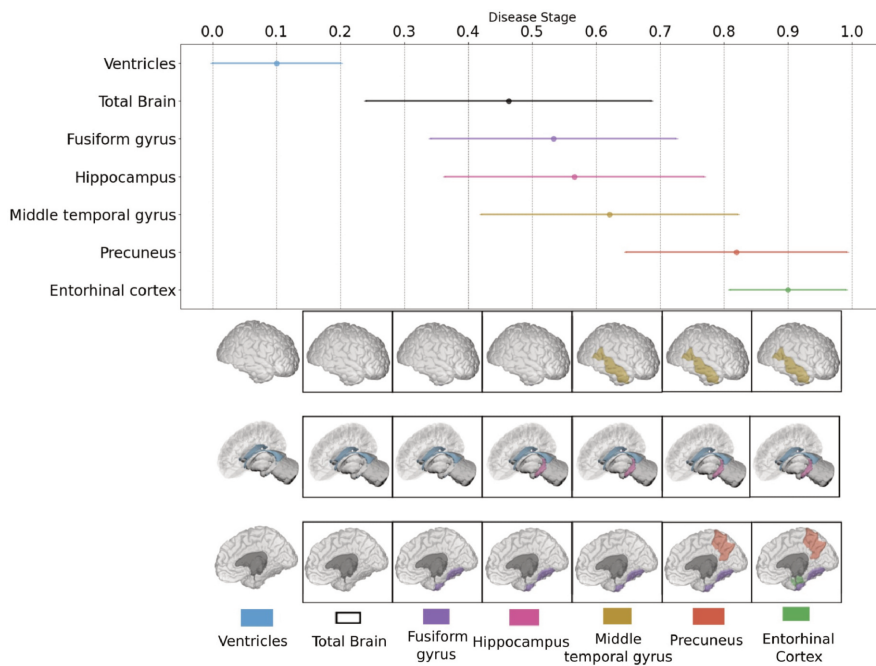 Disease Stage
0.0 0.1 0.2 0.3 0.4 0.5 0.6 0.7 0.8 0.9 1.0
Ventricles
Total Brain
Fusiform gyrus
Hippocampus
Middle temporal gyrus
Precuneus
Entorhinal cortex
Ventricles
Total Brain
Fusiform
gyrus
Hippocampus
Middle
temporal gyrus
Precuneus
Entorhinal
Cortex